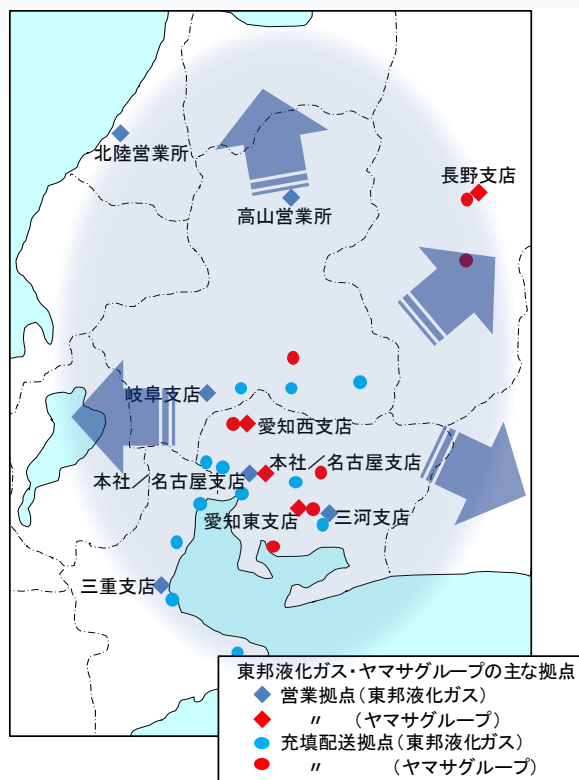 北陸営業所
長野支店
高山営業所
岐阜支店
愛知西支店
本社／名古屋支店
本社／名古屋支店
愛知東支店
三河支店
三重支店
東邦液化ガス・ヤマサグループの主な拠点
営業拠点（東邦液化ガス）
〃 （ヤマサグループ）
充填配送拠点（東邦液化ガス）
〃 （ヤマサグループ）